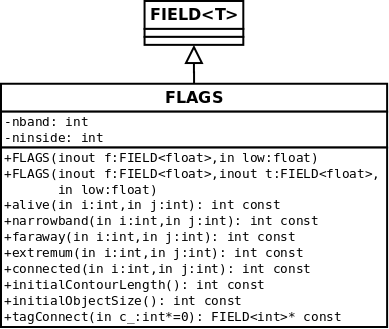 FIELD<T>
FLAGS
-nband: int
-ninside: int
+FLAGS(inout f:FIELD<float>,in low:float)
+FLAGS(inout f:FIELD<float>,inout t:FIELD<float>,
in low:float)
+alive(in i:int,in j:int): int const
+narrowband(in i:int,in j:int): int const
+faraway(in i:int,in j:int): int const
+extremum(in i:int,in j:int): int const
+connected(in i:int,in j:int): int const
+initialContourLength(): int const
+initialObjectSize(): int const
+tagConnect(in c_:int*=0): FIELD<int>* const